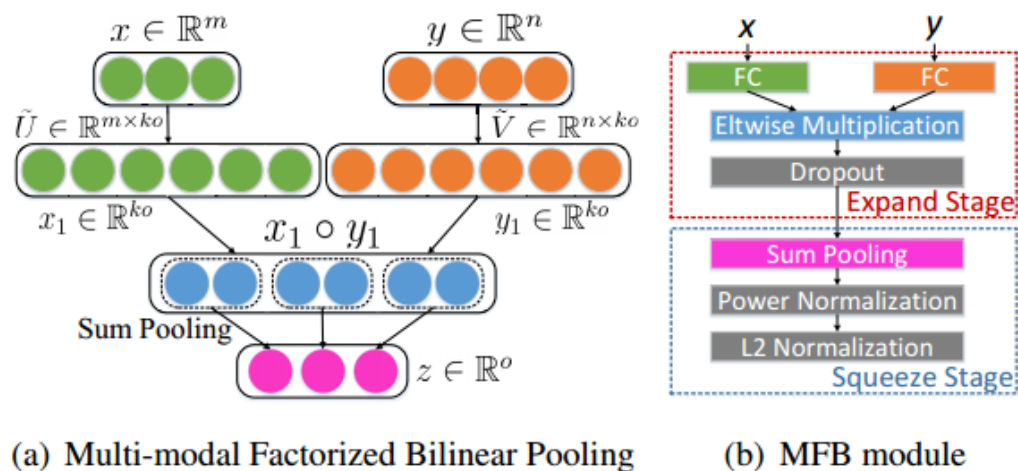 x ∈ ℝ^m
y ∈ ℝ^n
Ũ ∈ ℝ^{m×ko}
Ṽ ∈ ℝ^{n×ko}
x_1 ∈ ℝ^{ko}
y_1 ∈ ℝ^{ko}
x_1 ∘ y_1
Sum Pooling
z ∈ ℝ^o
(a) Multi-modal Factorized Bilinear Pooling
x
y
FC
FC
Eltwise Multiplication
Dropout
Expand Stage
Sum Pooling
Power Normalization
L2 Normalization
Squeeze Stage
(b) MFB module